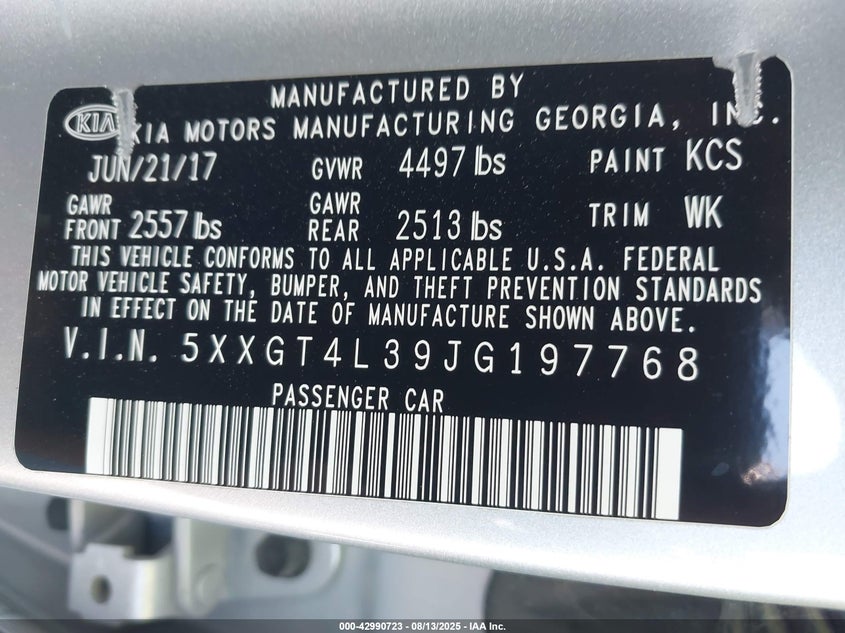 MANUFACTURED BY
KIA KIA MOTORS MANUFACTURING GEORGIA, INC.
JUN/21/17 GVWR 4497 lbs PAINT KCS
GAWR FRONT 2557 lbs GAWR REAR 2513 lbs TRIM WK
THIS VEHICLE CONFORMS TO ALL APPLICABLE U.S.A. FEDERAL
MOTOR VEHICLE SAFETY, BUMPER, AND THEFT PREVENTION STANDARDS
IN EFFECT ON THE DATE OF MANUFACTURE SHOWN ABOVE.
V.I.N. 5XXGT4L39JG197768
PASSENGER CAR
000-42990723 - 08/13/2025 - IAA Inc.